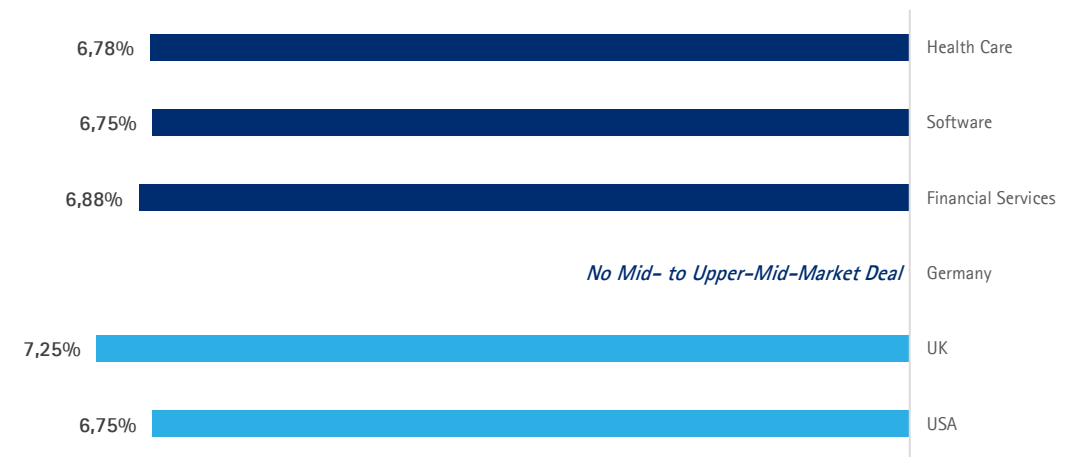 6,78% Health Care
6,75% Software
6,88% Financial Services
No Mid- to Upper-Mid-Market Deal Germany
7,25% UK
6,75% USA